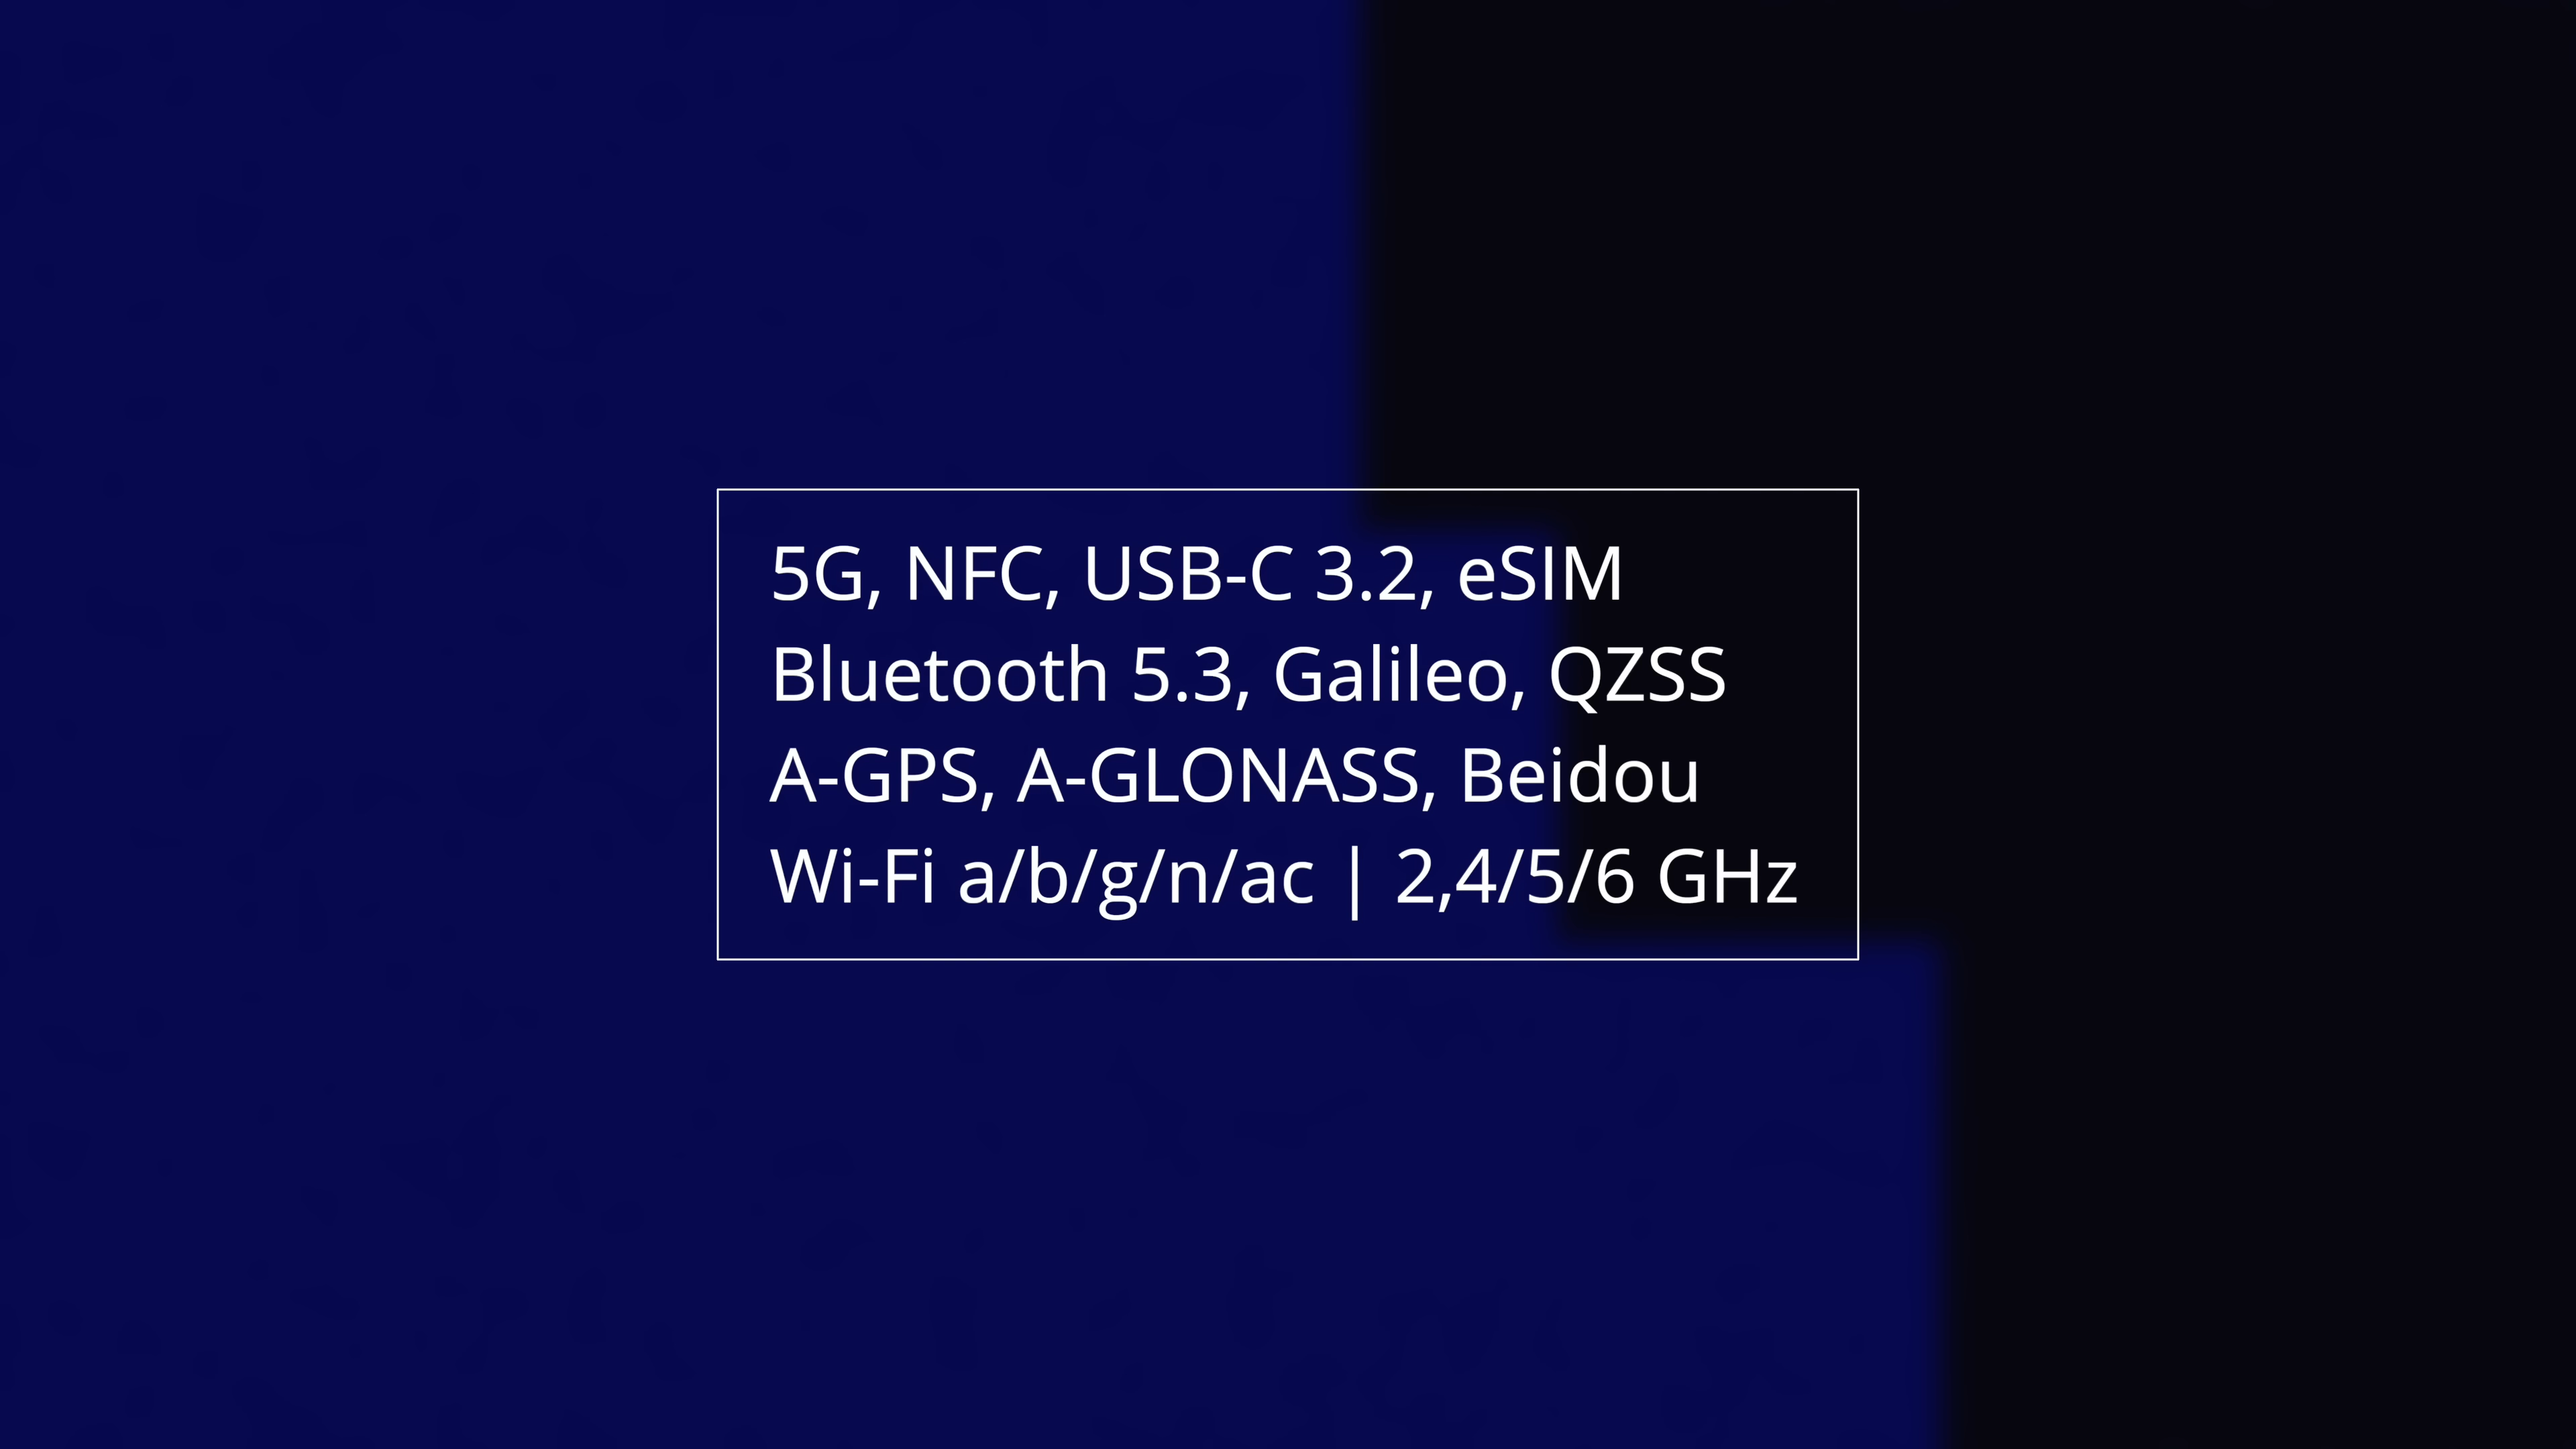 5G, NFC, USB-C 3.2, eSIM
Bluetooth 5.3, Galileo, QZSS
A-GPS, A-GLONASS, Beidou
Wi-Fi a/b/g/n/ac | 2,4/5/6 GHz